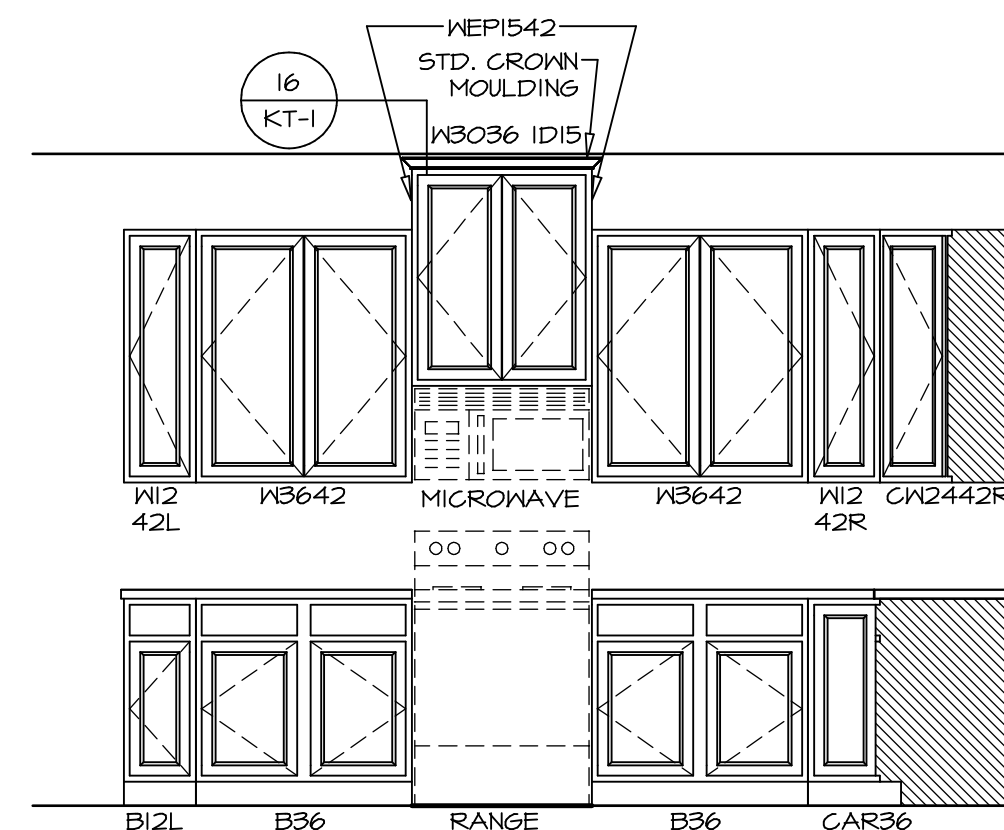 WEP1542
STD. CROWN
MOULDING
16
KT-1
W3036 1D15
W12
42L
W3642
MICROWAVE
W3642
W12
42R
CW2442R
B12L
B36
RANGE
B36
CAR36